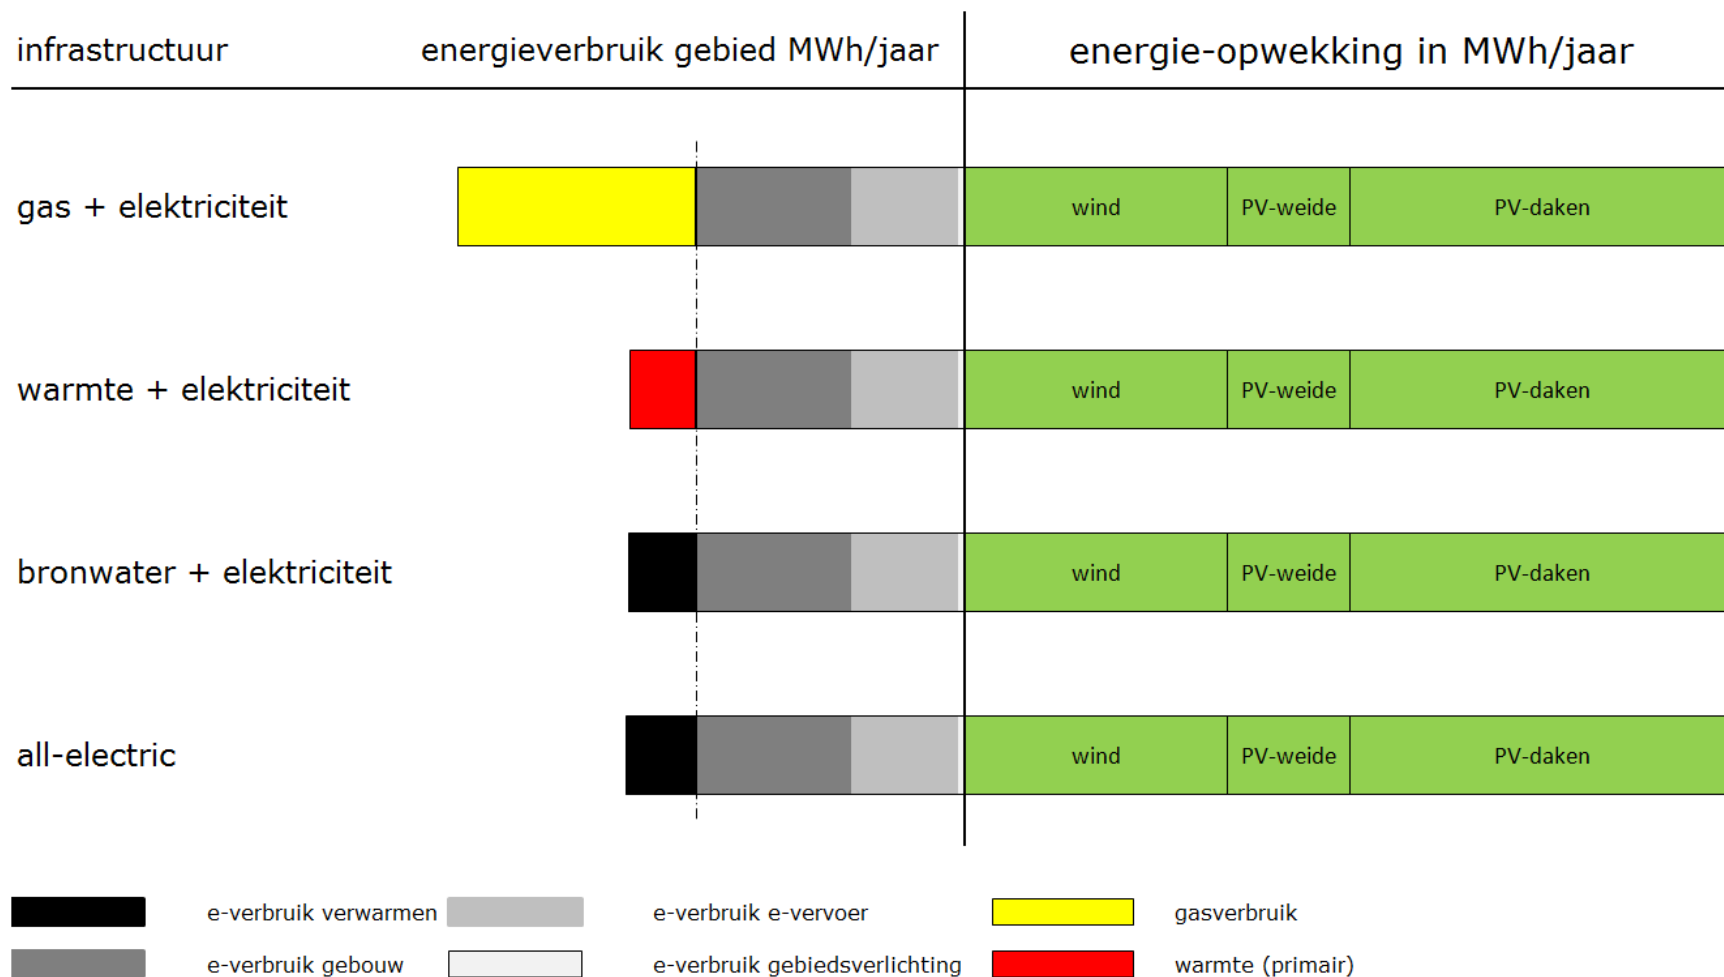 infrastructuur energieverbruik gebied MWh/jaar energie-opwekking in MWh/jaar
gas + elektriciteit wind PV-weide PV-daken
warmte + elektriciteit wind PV-weide PV-daken
bronwater + elektriciteit wind PV-weide PV-daken
all-electric wind PV-weide PV-daken
e-verbruik verwarmen e-verbruik e-vervoer gasverbruik
e-verbruik gebouw e-verbruik gebiedsverlichting warmte (primair)